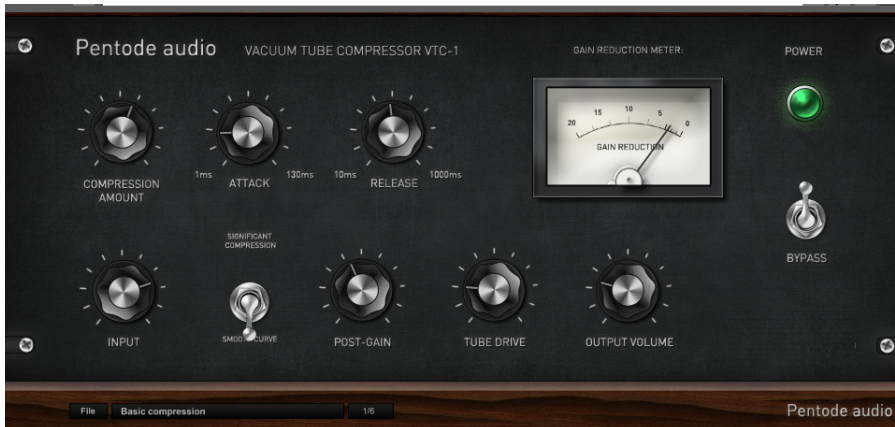 Pentode audio VACUUM TUBE COMPRESSOR VTC-1 GAIN REDUCTION METER: POWER
20 15 10 5 0
GAIN REDUCTION
1ms 130ms 10ms 1000ms
COMPRESSION ATTACK RELEASE
AMOUNT
SIGNIFICANT
COMPRESSION
BYPASS
INPUT SMOOTH CURVE POST-GAIN TUBE DRIVE OUTPUT VOLUME
File Basic compression 1/6 Pentode audio